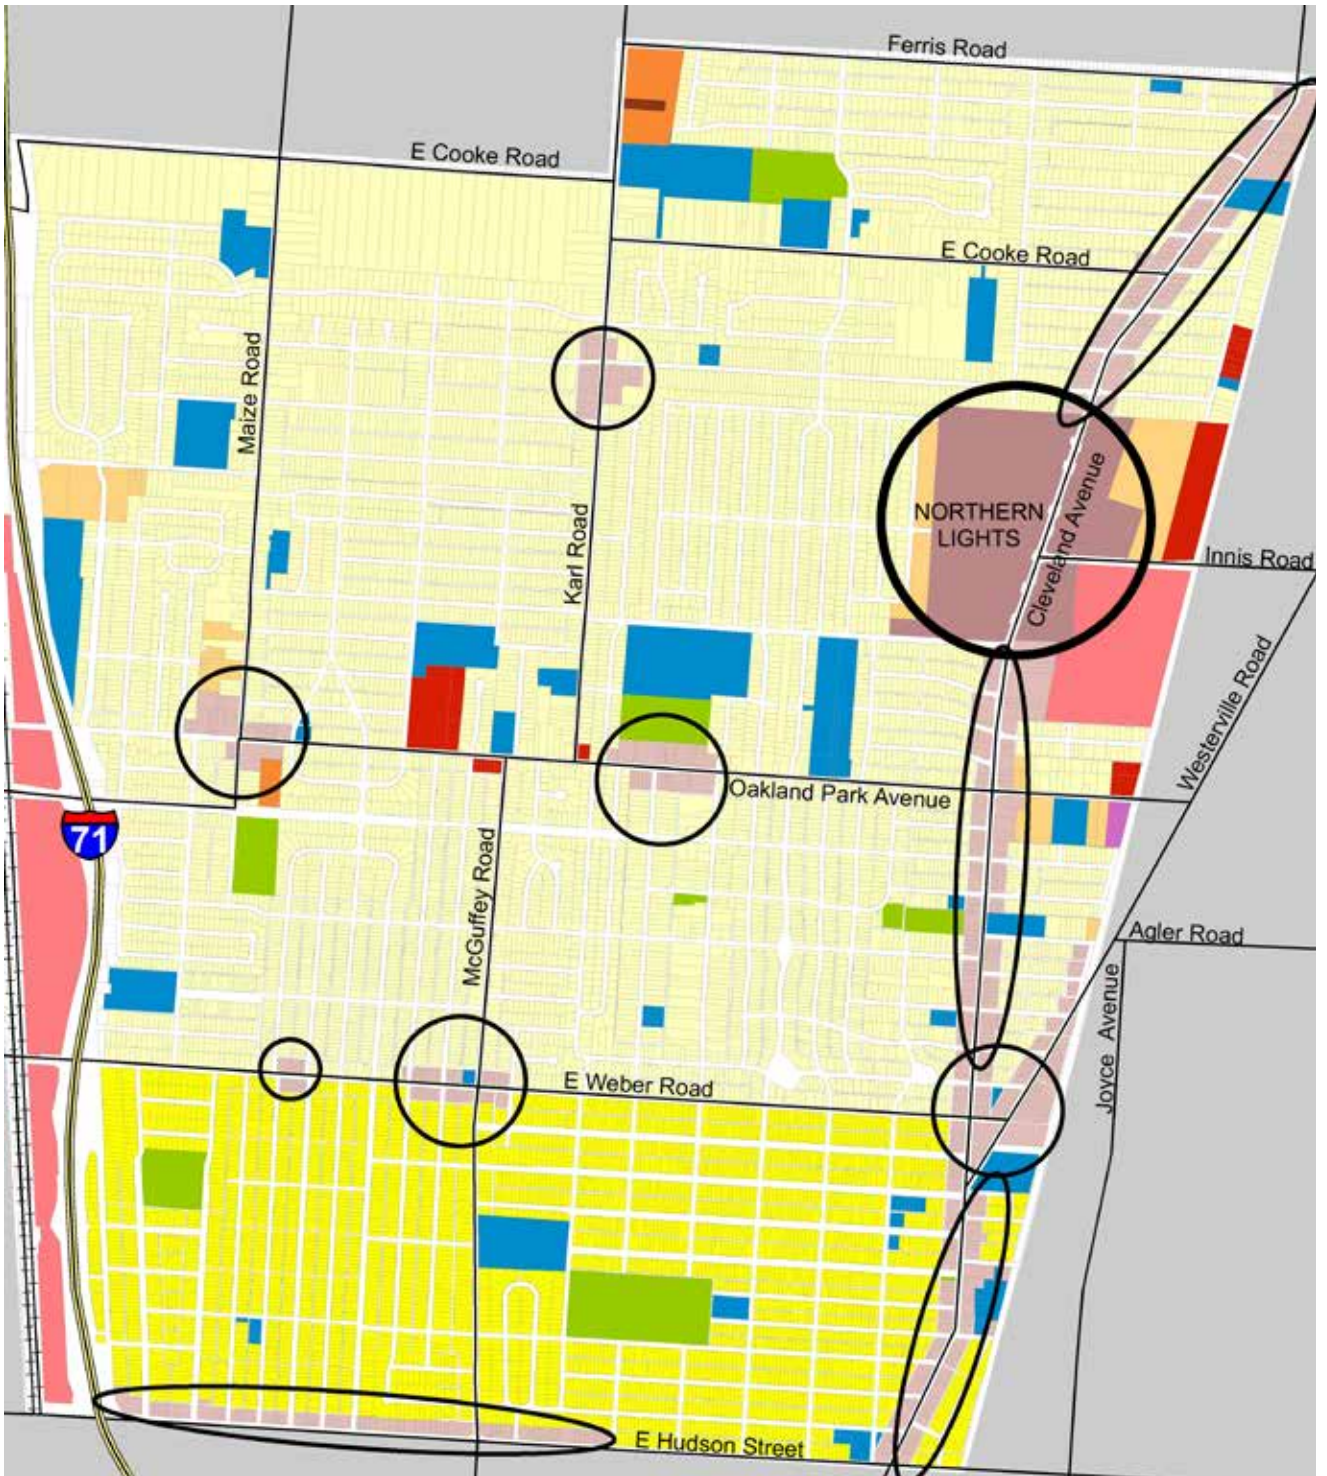 Ferris Road
E Cooke Road
E Cooke Road
Maize Road
Karl Road
NORTHERN
LIGHTS
Cleveland Avenue
Innis Road
Westerville Road
Oakland Park Avenue
71
McGuffey Road
Agler Road
Joyce Avenue
E Weber Road
E Hudson Street